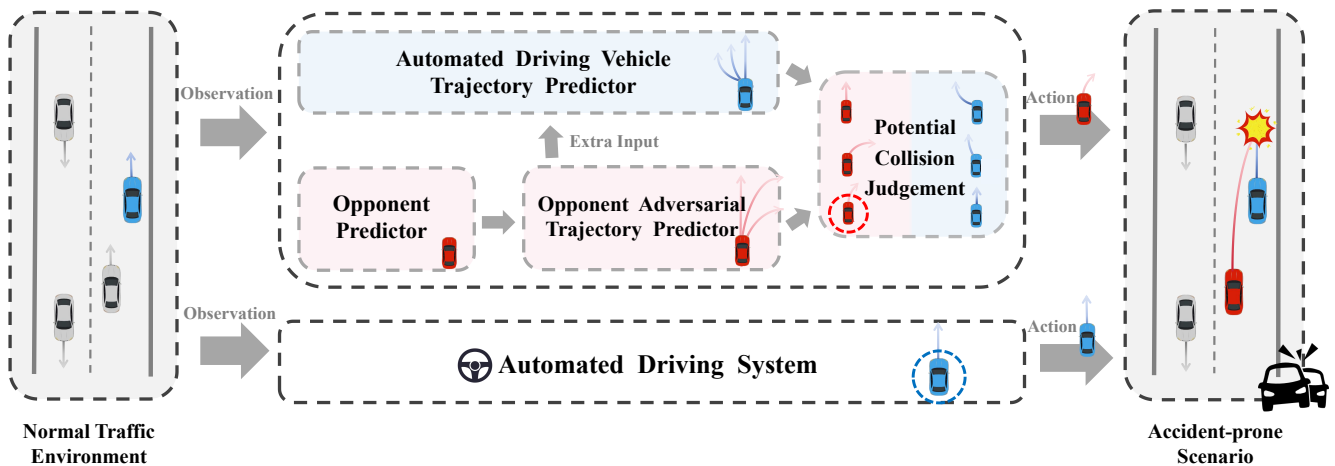 Observation
Automated Driving Vehicle
Trajectory Predictor
Extra Input
Opponent
Predictor
Opponent Adversarial
Trajectory Predictor
Potential
Collision
Judgement
Action
Observation
Automated Driving System
Action
Normal Traffic
Environment
Accident-prone
Scenario